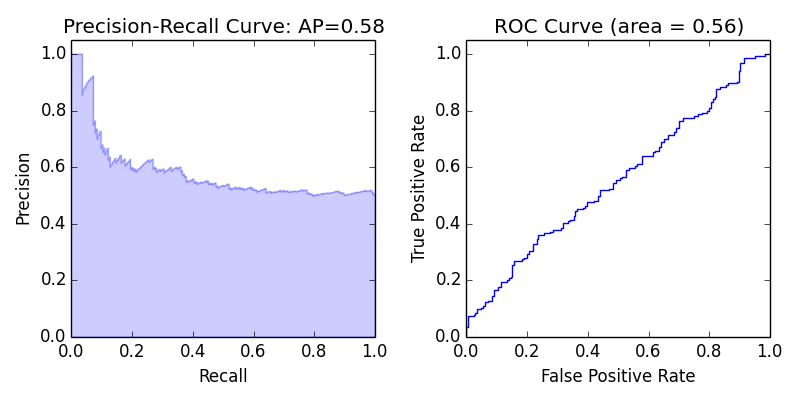 Precision-Recall Curve: AP=0.58
1.0
0.8
0.6
0.4
0.2
0.0
Precision
0.0 0.2 0.4 0.6 0.8 1.0
Recall
ROC Curve (area = 0.56)
1.0
0.8
0.6
0.4
0.2
0.0
True Positive Rate
0.0 0.2 0.4 0.6 0.8 1.0
False Positive Rate